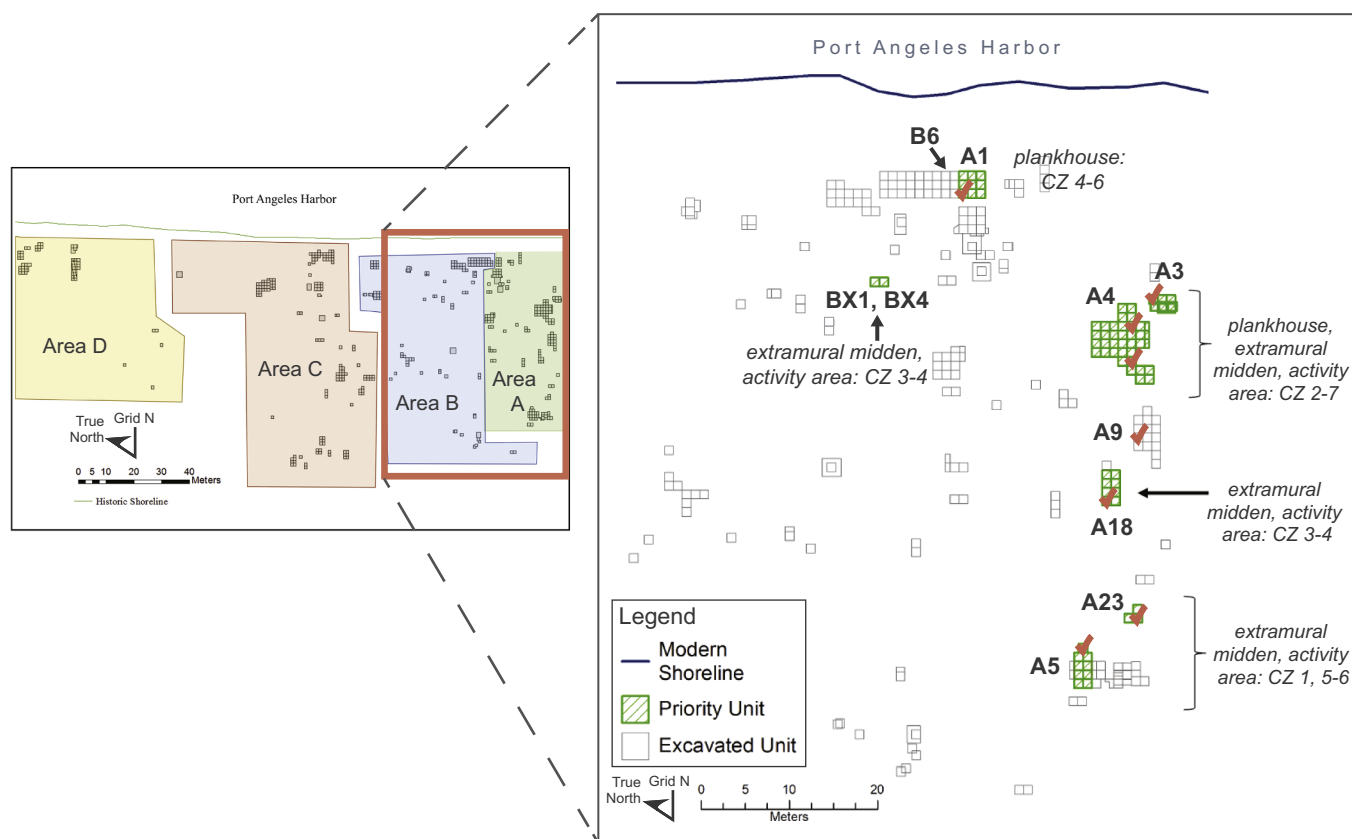 Port Angeles Harbor
Area D
Area C
Area B
Area
A
True
North
Grid N
0 5 10 20 30 40
Meters
Historic Shoreline
Port Angeles Harbor
B6
A1
plankhouse:
CZ 4-6
BX1, BX4
extramural midden,
activity area: CZ 3-4
A3
A4
plankhouse,
extramural
midden, activity
area: CZ 2-7
A9
A18
extramural
midden, activity
area: CZ 3-4
A23
A5
extramural
midden, activity
area: CZ 1, 5-6
Legend
Modern
Shoreline
Priority Unit
Excavated Unit
True
North
Grid N
0 5 10 20
Meters